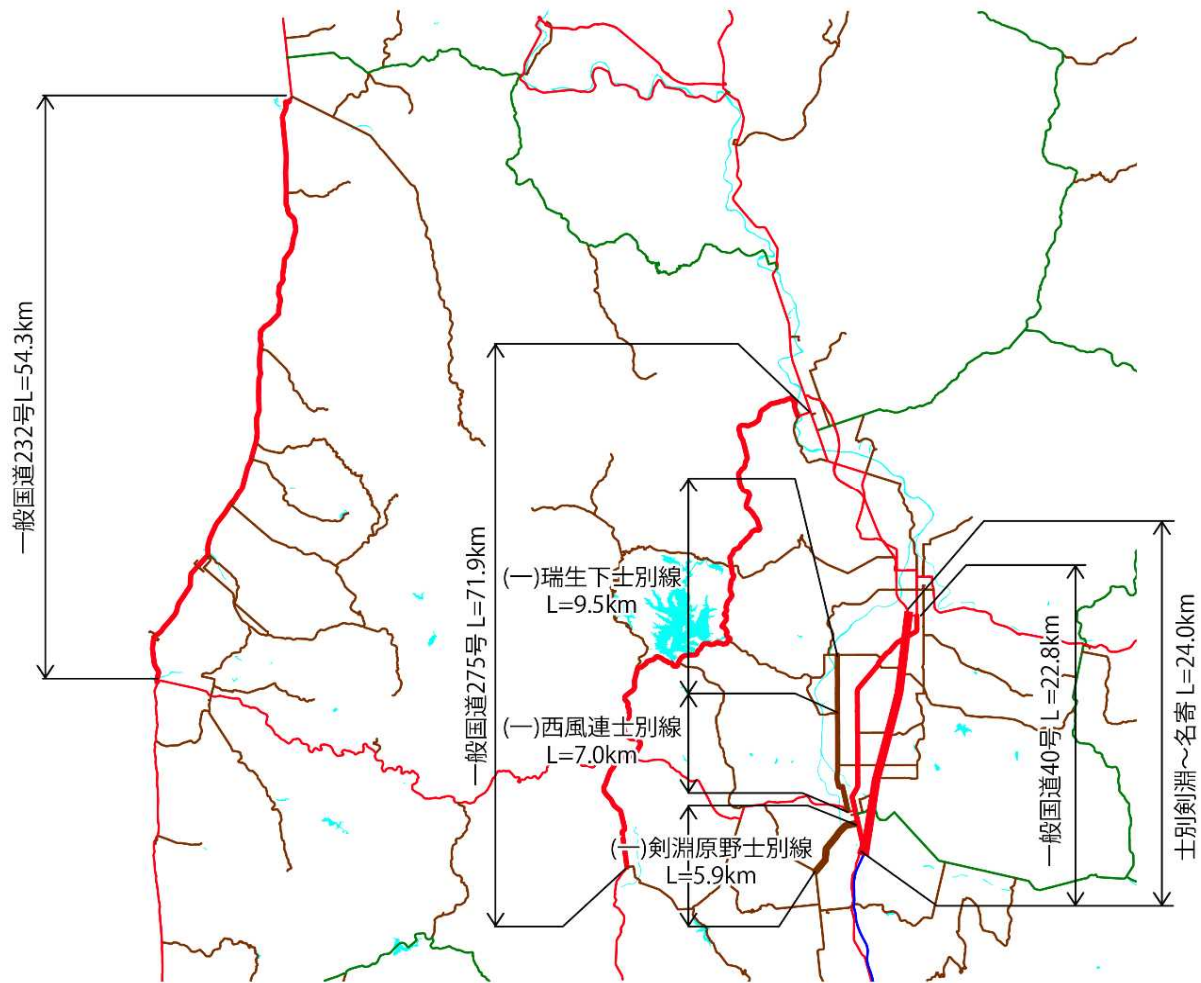 一般国道232号L=54.3km
一般国道275号 L=71.9km
(一)瑞生下士別線
L=9.5km
(一)西風連士別線
L=7.0km
(一)剣淵原野士別線
L=5.9km
一般国道40号L=22.8km
士別剣淵~名寄 L=24.0km